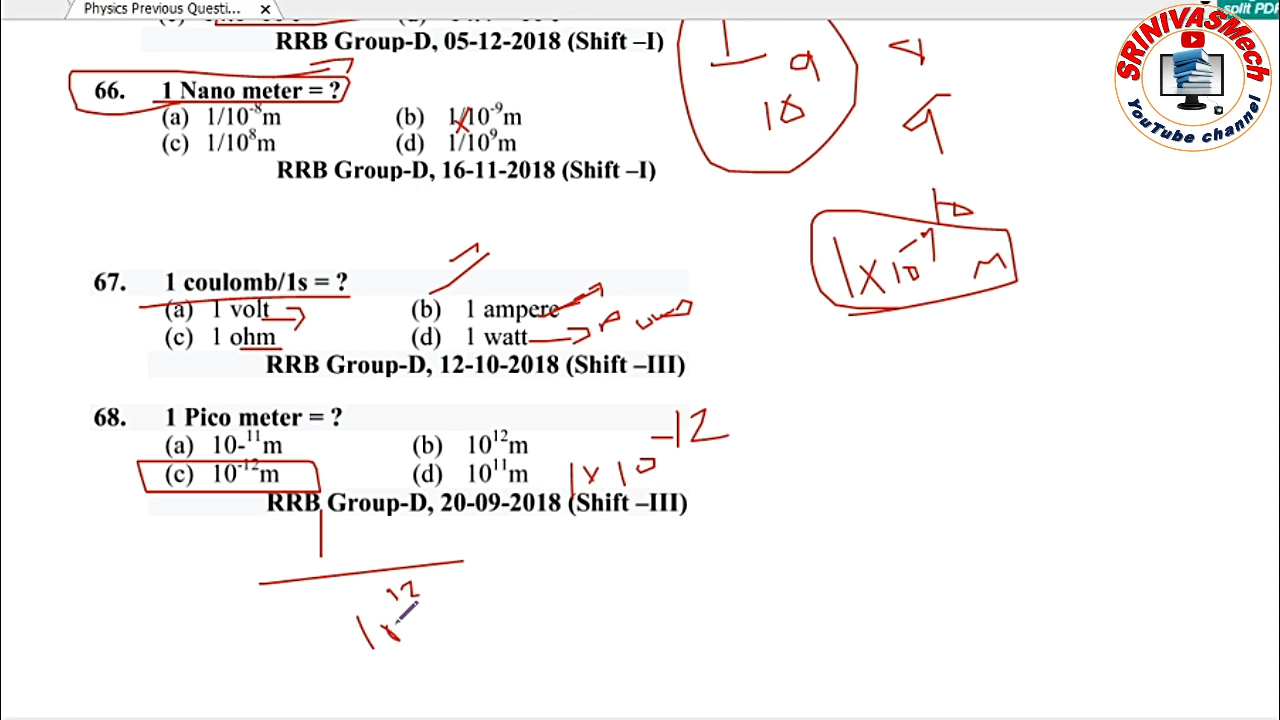 Physics Previous Questi... ×
split PDF
SRINIVASMech
YouTube channel
RRB Group-D, 05-12-2018 (Shift –I)
66. 1 Nano meter = ?
(a) 1/10⁻⁸m (b) 1/10⁻⁹m
(c) 1/10⁸m (d) 1/10⁹m
RRB Group-D, 16-11-2018 (Shift –I)
1
10⁹
1×10⁻⁹ m
67. 1 coulomb/1s = ?
(a) 1 volt (b) 1 ampere
(c) 1 ohm (d) 1 watt
RRB Group-D, 12-10-2018 (Shift –III)
68. 1 Pico meter = ?
(a) 10-¹¹m (b) 10¹²m
(c) 10⁻¹²m (d) 10¹¹m
1×10⁻¹²
RRB Group-D, 20-09-2018 (Shift –III)
1
10¹²